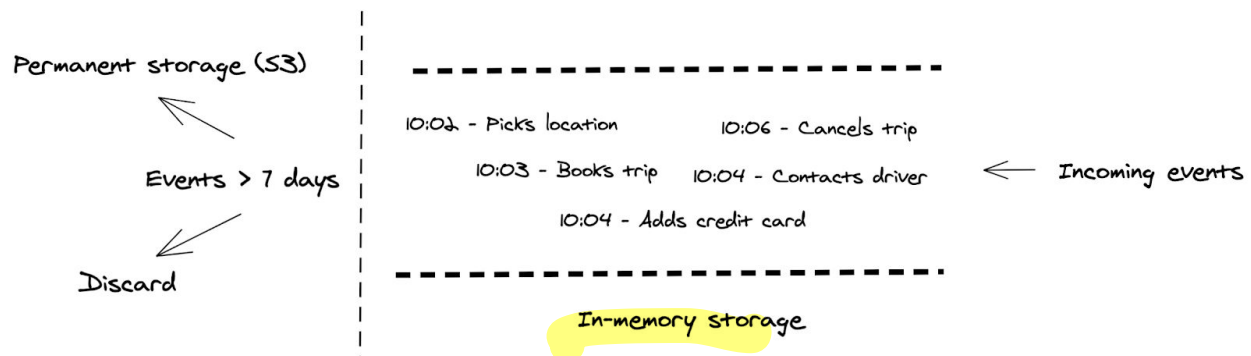 Permanent storage (S3)
Events > 7 days
Discard
10:02 - Picks location
10:06 - Cancels trip
10:03 - Books trip
10:04 - Contacts driver
10:04 - Adds credit card
Incoming events
In-memory storage